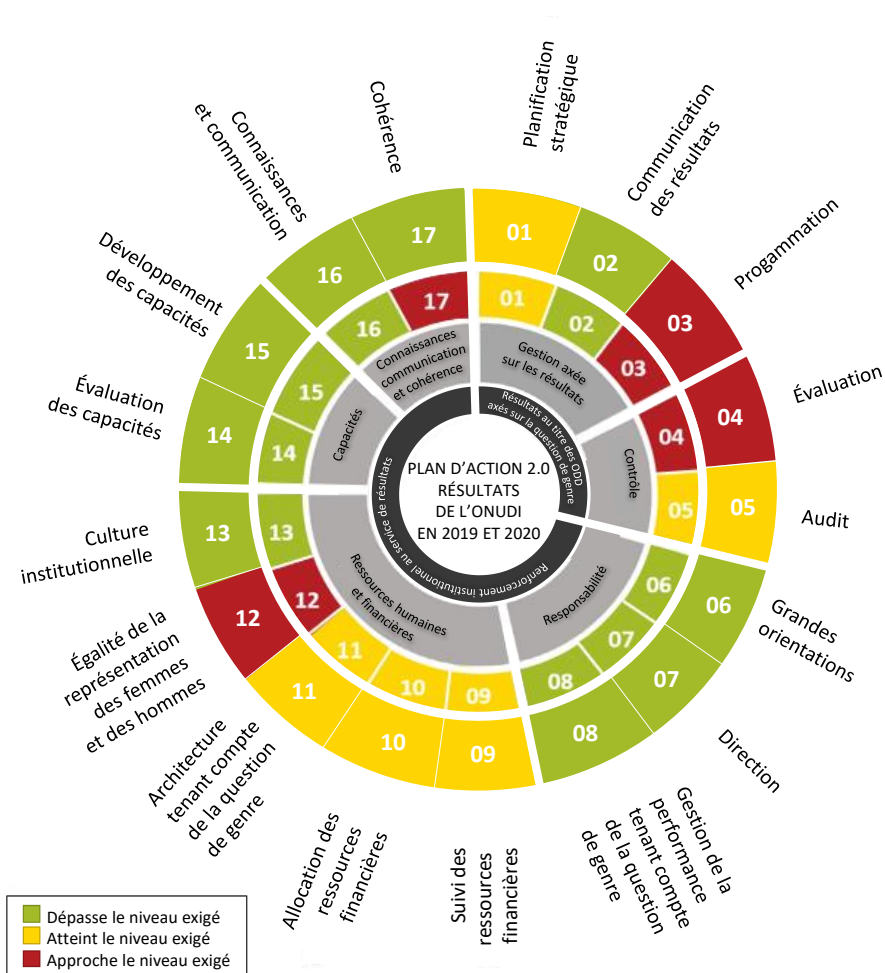 Planification
stratégique
Communication
des résultats
Progammation
Évaluation
Audit
Grandes
orientations
Direction
Gestion de la
performance
tenant compte
de la question
de genre
Suivi des
ressources
financières
Allocation des
ressources
financières
Architecture
tenant compte
de la question
de genre
Égalité de la
représentation
des femmes
et des hommes
Culture
institutionnelle
Évaluation
des capacités
Développement
des capacités
Connaissances
et communication
Cohérence
01
02
03
04
05
06
07
08
09
10
11
12
13
14
15
16
17
01
02
03
04
05
06
07
08
09
10
11
12
13
14
15
16
17
Gestion axée
sur les résultats
Contrôle
Responsabilité
Ressources humaines
et financières
Capacités
Connaissances
communication
et cohérence
Résultats au titre des ODD
axés sur la question de genre
Renforcement institutionnel au service de résultats
PLAN D’ACTION 2.0
RÉSULTATS
DE L’ONUDI
EN 2019 ET 2020
Dépasse le niveau exigé
Atteint le niveau exigé
Approche le niveau exigé